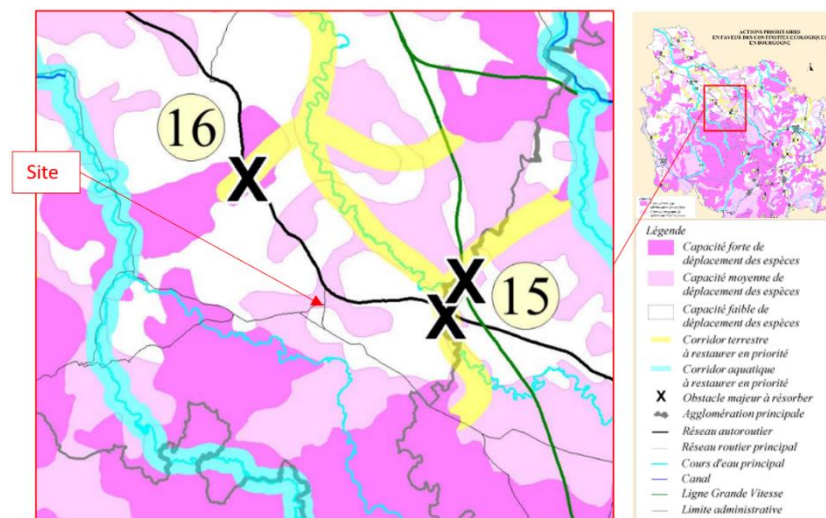 16
Site
15
ACTIONS PRIORITAIRES
EN FAVEUR DES CONTINUITES ECOLOGIQUES
EN BOURGOGNE
Légende
Capacité forte de
déplacement des espèces
Capacité moyenne de
déplacement des espèces
Capacité faible de
déplacement des espèces
Corridor terrestre
à restaurer en priorité
Corridor aquatique
à restaurer en priorité
X Obstacle majeur à résorber
Agglomération principale
Réseau autoroutier
Réseau routier principal
Cours d'eau principal
Canal
Ligne Grande Vitesse
Limite administrative